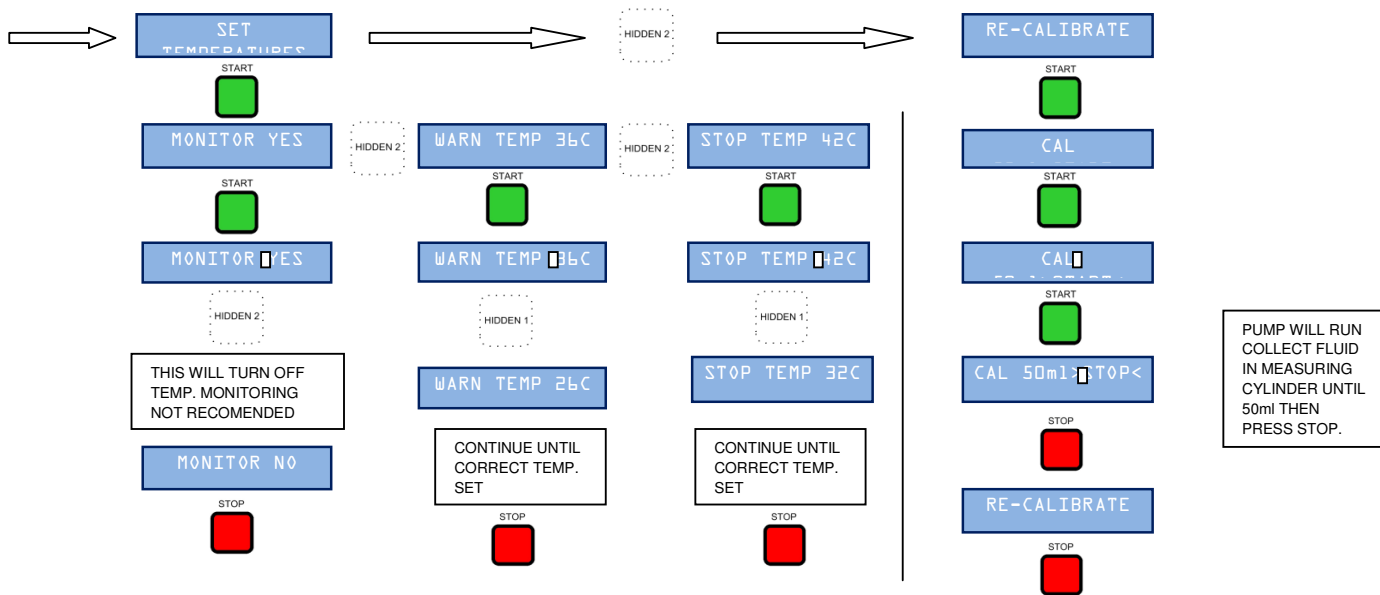 SET
TEMPERATURES
HIDDEN 2
RE-CALIBRATE
START
START
MONITOR YES
HIDDEN 2
WARN TEMP 36C
HIDDEN 2
STOP TEMP 42C
CAL
START
START
START
START
MONITOR YES
WARN TEMP 36C
STOP TEMP 42C
CAL
START
HIDDEN 2
HIDDEN 1
HIDDEN 1
THIS WILL TURN OFF
TEMP. MONITORING
NOT RECOMENDED
WARN TEMP 26C
STOP TEMP 32C
CAL 50ml>STOP<
PUMP WILL RUN
COLLECT FLUID
IN MEASURING
CYLINDER UNTIL
50ml THEN
PRESS STOP.
STOP
MONITOR NO
CONTINUE UNTIL
CORRECT TEMP.
SET
CONTINUE UNTIL
CORRECT TEMP.
SET
RE-CALIBRATE
STOP
STOP
STOP
STOP